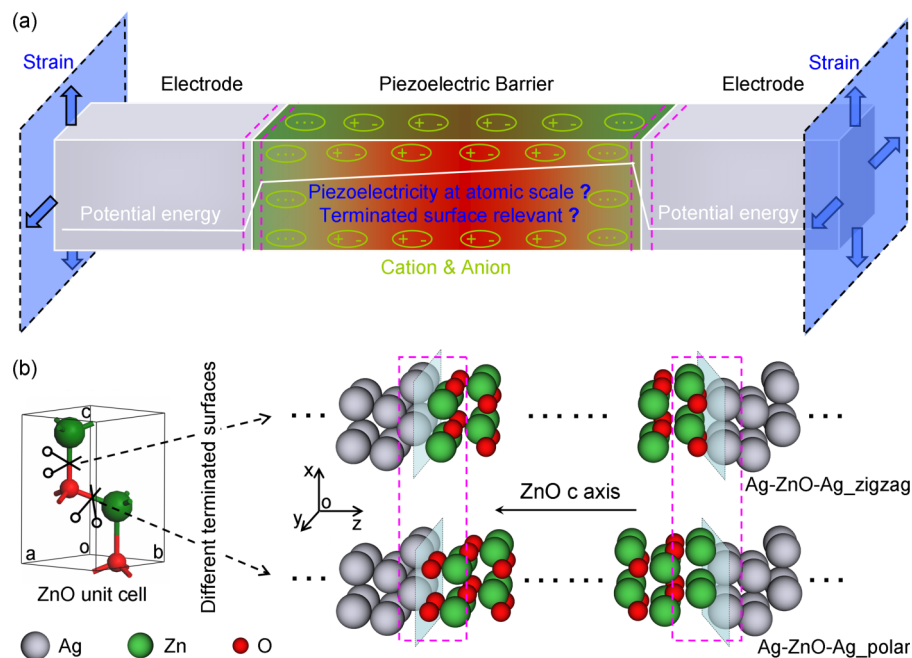 (a)
Strain
Electrode
Piezoelectric Barrier
Electrode
Strain
Piezoelectricity at atomic scale ?
Terminated surface relevant ?
Potential energy
Potential energy
Cation & Anion
(b)
c
a
o
b
ZnO unit cell
Different terminated surfaces
x
y
o
z
ZnO c axis
Ag-ZnO-Ag_zigzag
Ag-ZnO-Ag_polar
Ag
Zn
O